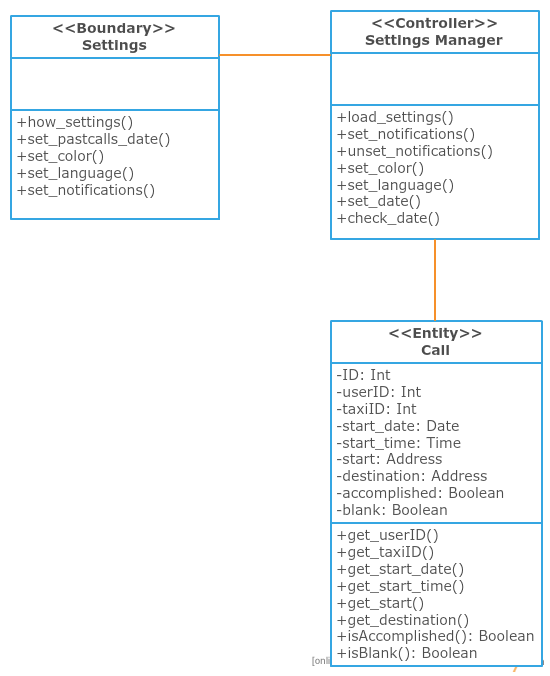 <<Boundary>>
Settings
+how_settings()
+set_pastcalls_date()
+set_color()
+set_language()
+set_notifications()
<<Controller>>
Settings Manager
+load_settings()
+set_notifications()
+unset_notifications()
+set_color()
+set_language()
+set_date()
+check_date()
<<Entity>>
Call
-ID: Int
-userID: Int
-taxiID: Int
-start_date: Date
-start_time: Time
-start: Address
-destination: Address
-accomplished: Boolean
-blank: Boolean
+get_userID()
+get_taxiID()
+get_start_date()
+get_start_time()
+get_start()
+get_destination()
+isAccomplished(): Boolean
+isBlank(): Boolean